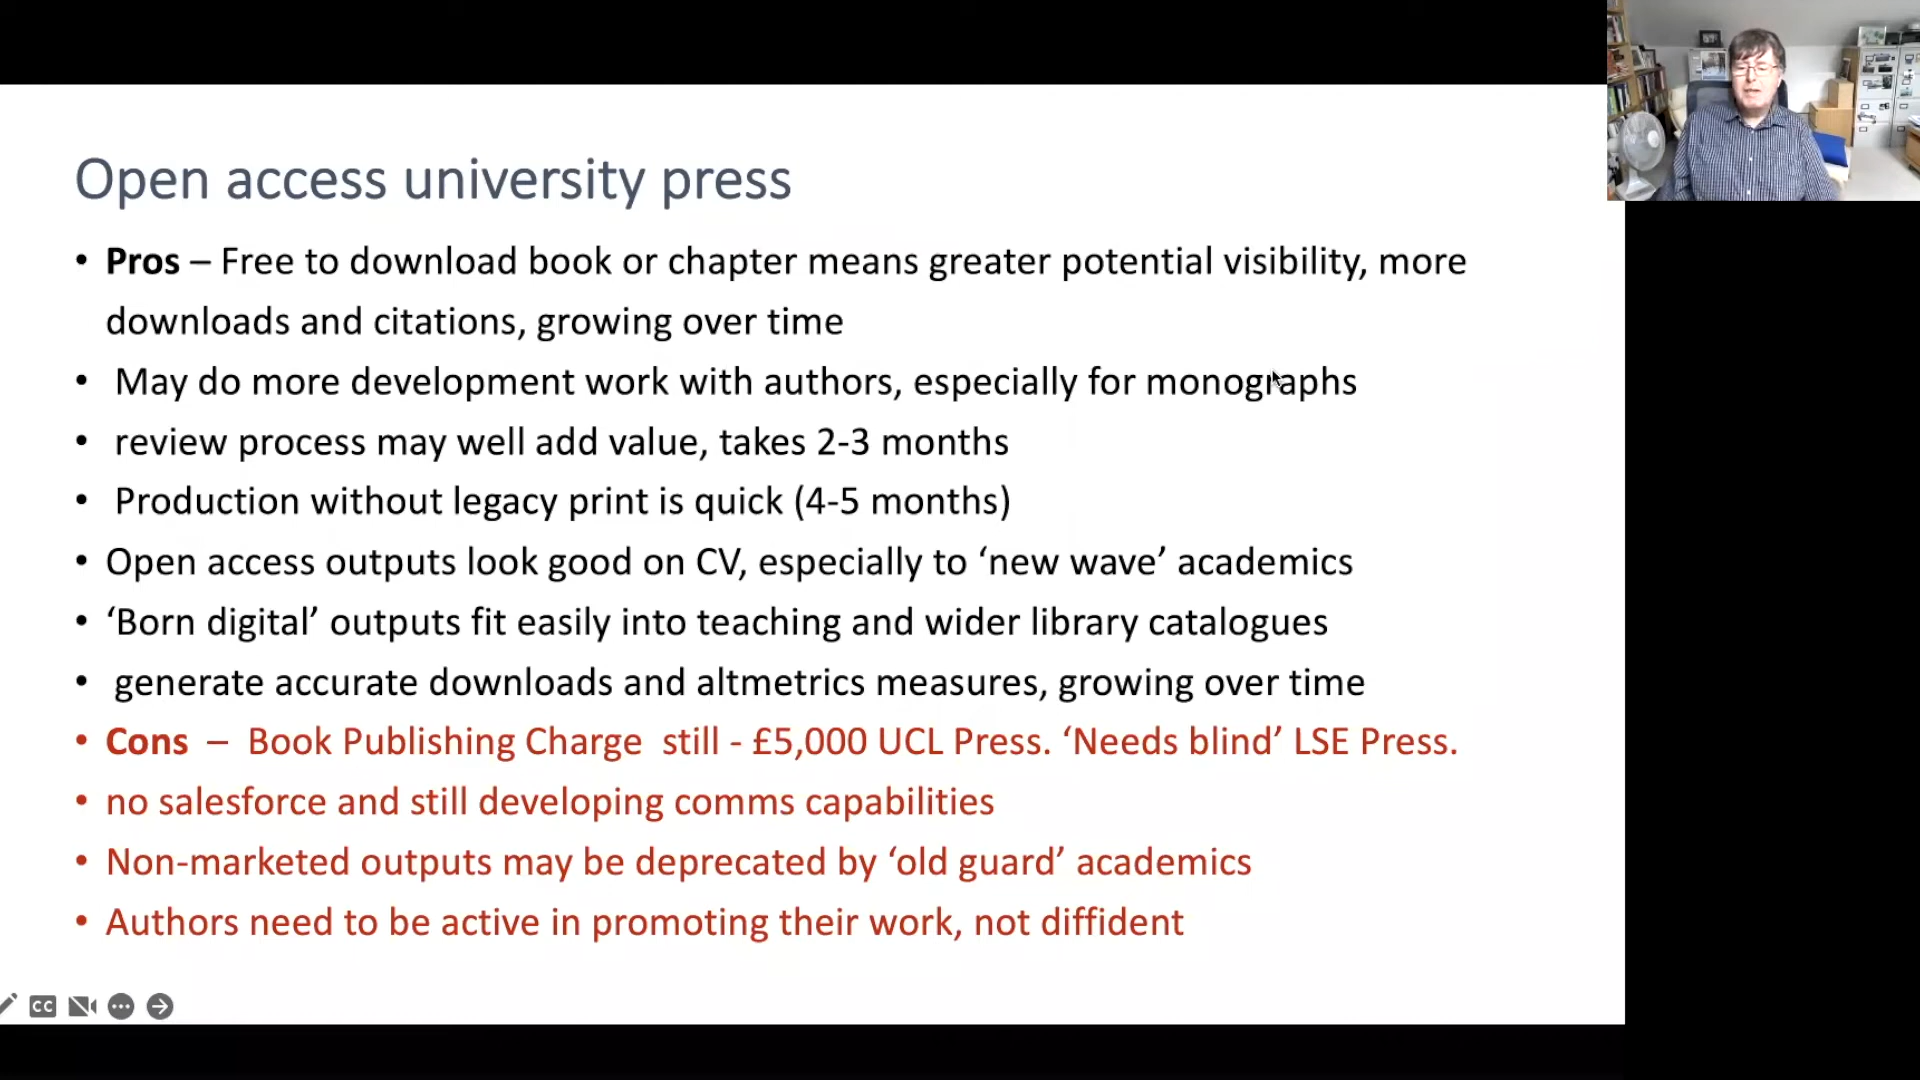 Open access university press
• Pros – Free to download book or chapter means greater potential visibility, more
downloads and citations, growing over time
• May do more development work with authors, especially for monographs
• review process may well add value, takes 2-3 months
• Production without legacy print is quick (4-5 months)
• Open access outputs look good on CV, especially to ‘new wave’ academics
• ‘Born digital’ outputs fit easily into teaching and wider library catalogues
• generate accurate downloads and altmetrics measures, growing over time
• Cons – Book Publishing Charge still - £5,000 UCL Press. ‘Needs blind’ LSE Press.
• no salesforce and still developing comms capabilities
• Non-marketed outputs may be deprecated by ‘old guard’ academics
• Authors need to be active in promoting their work, not diffident
CC